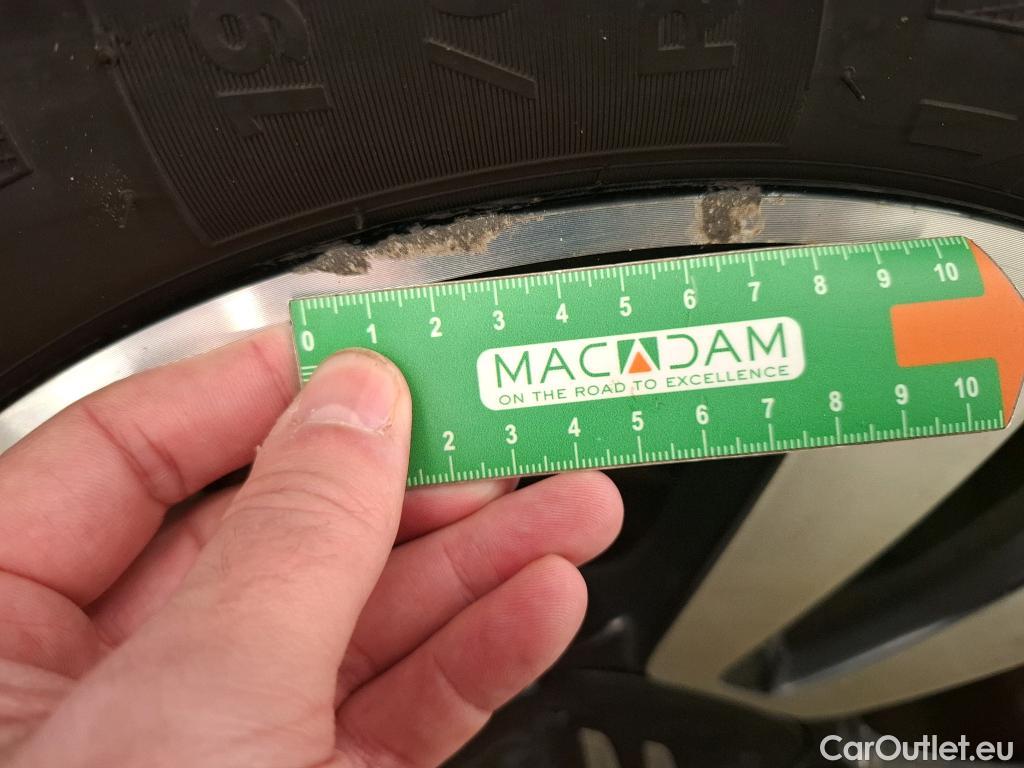 0 1 2 3 4 5 6 7 8 9 10
MACADAM
ON THE ROAD TO EXCELLENCE
2 3 4 5 6 7 8 9 10
CarOutlet.eu